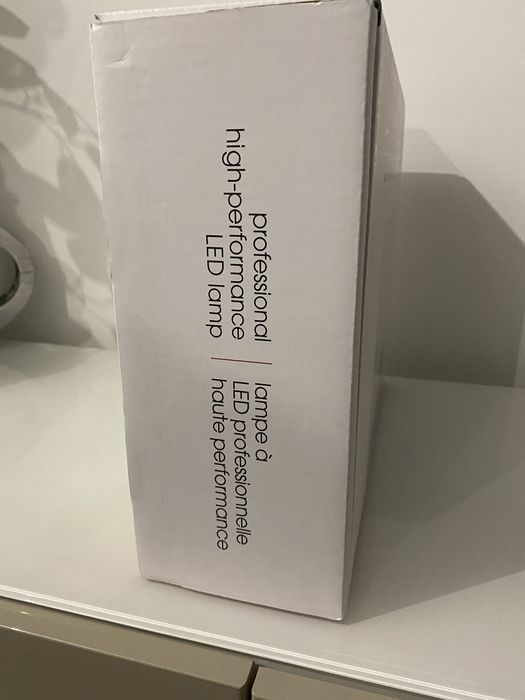 professional
high-performance
LED lamp
lampe à
LED professionnelle
haute performance